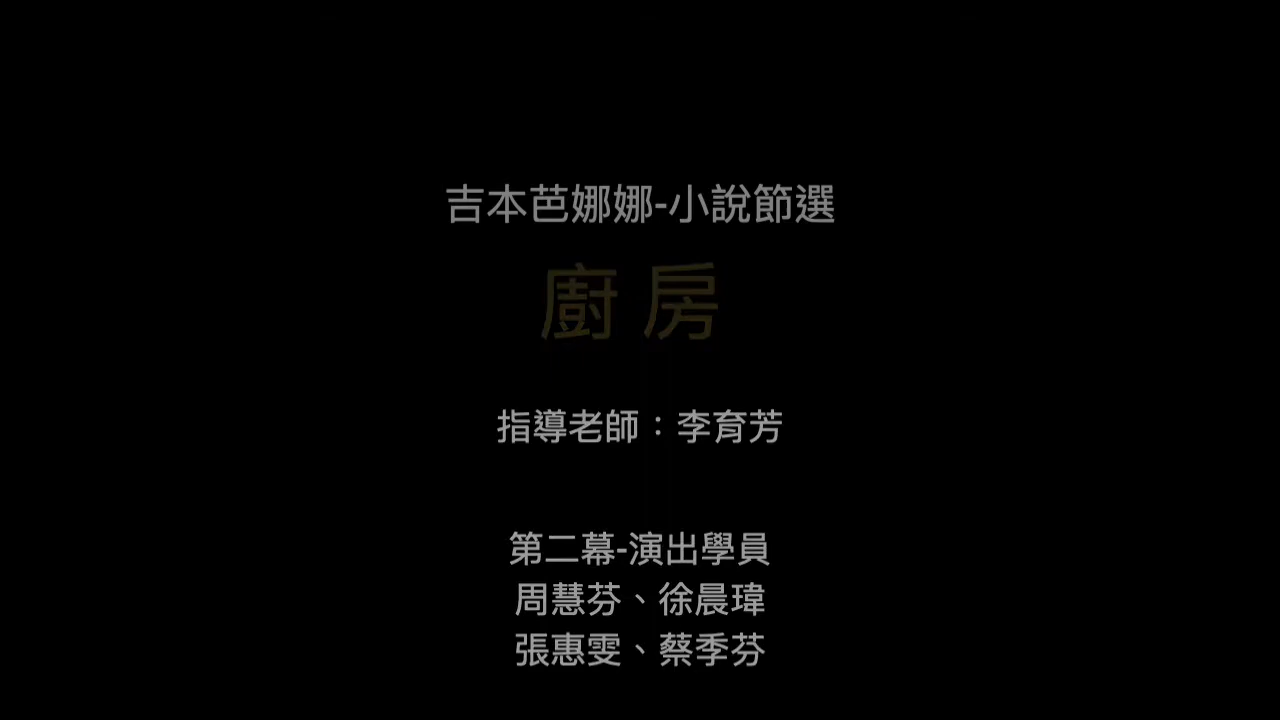 吉本芭娜娜-小說節選
廚房
指導老師：李育芳
第二幕-演出學員
周慧芬、徐晨瑋
張惠雯、蔡季芬